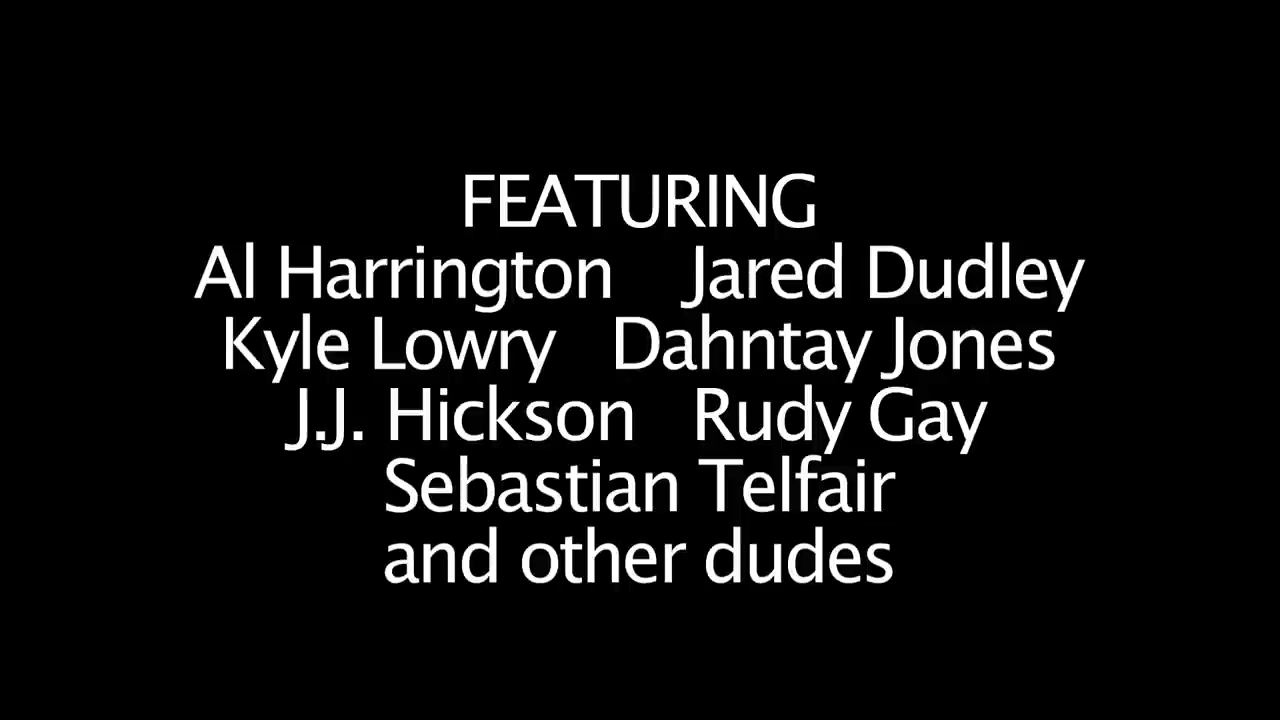 FEATURING
Al Harrington Jared Dudley
Kyle Lowry Dahntay Jones
J.J. Hickson Rudy Gay
Sebastian Telfair
and other dudes